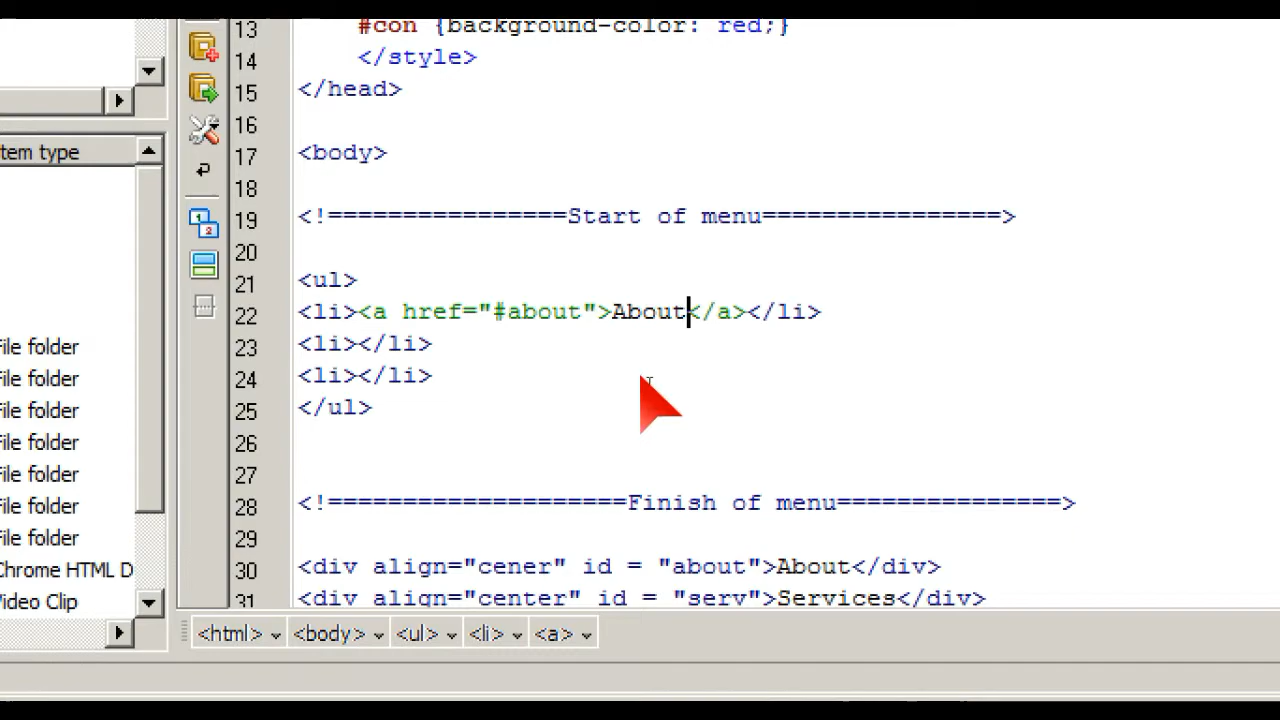 13 #con {background-color: red;}
14 </style>
15 </head>
16
17 <body>
18
19 <!================Start of menu================>
20
21 <ul>
22 <li><a href="#about">About</a></li>
23 <li></li>
24 <li></li>
25 </ul>
26
27
28 <!====================Finish of menu===============>
29
30 <div align="cener" id = "about">About</div>
31 <div align="center" id = "serv">Services</div>
<html> <body> <ul> <li> <a>
tem type
File folder
File folder
File folder
File folder
File folder
File folder
File folder
Chrome HTML D
Video Clip